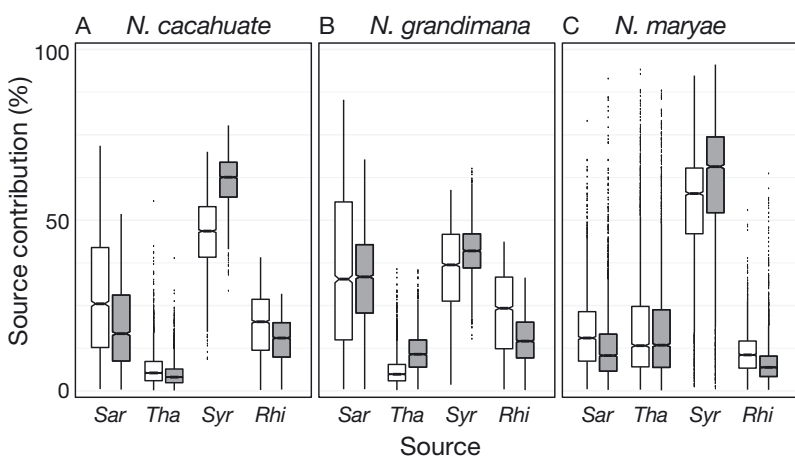 A N. cacahuate B N. grandimana C N. maryae
100
50
0
Source contribution (%)
Sar Tha Syr Rhi Sar Tha Syr Rhi Sar Tha Syr Rhi
Source